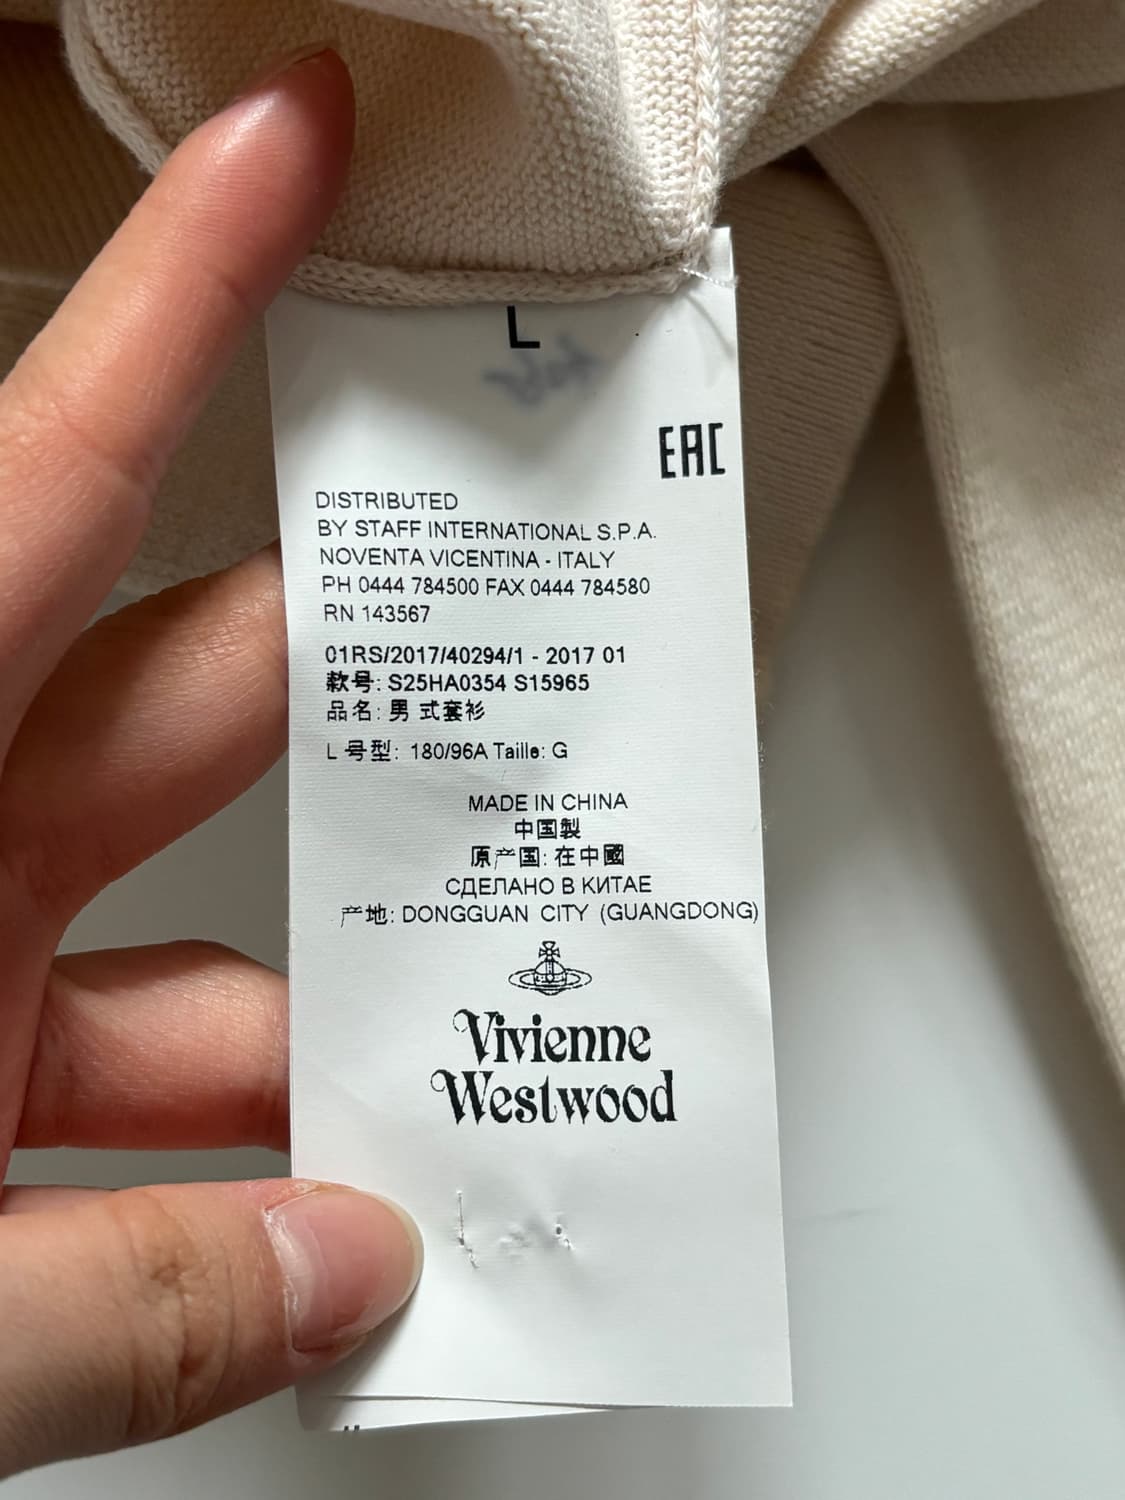 L
EAC
DISTRIBUTED
BY STAFF INTERNATIONAL S.P.A.
NOVENTA VICENTINA - ITALY
PH 0444 784500 FAX 0444 784580
RN 143567
01RS/2017/40294/1 - 2017 01
款号: S25HA0354 S15965
品名: 男 式套衫
L 号型: 180/96A Taille: G
MADE IN CHINA
中国製
原产国: 在中國
СДЕЛАНО В КИТАЕ
产地: DONGGUAN CITY (GUANGDONG)
Vivienne
Westwood